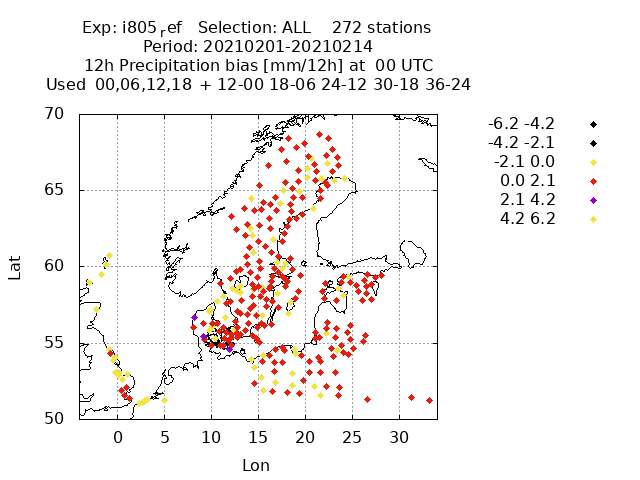 Exp: i805ref   Selection: ALL    272 stations
Period: 20210201-20210214
12h Precipitation bias [mm/12h] at  00 UTC
Used  00,06,12,18  + 12-00 18-06 24-12 30-18 36-24
70
65
60
55
50
Lat
0 5 10 15 20 25 30
Lon
-6.2 -4.2
-4.2 -2.1
-2.1 0.0
0.0 2.1
2.1 4.2
4.2 6.2